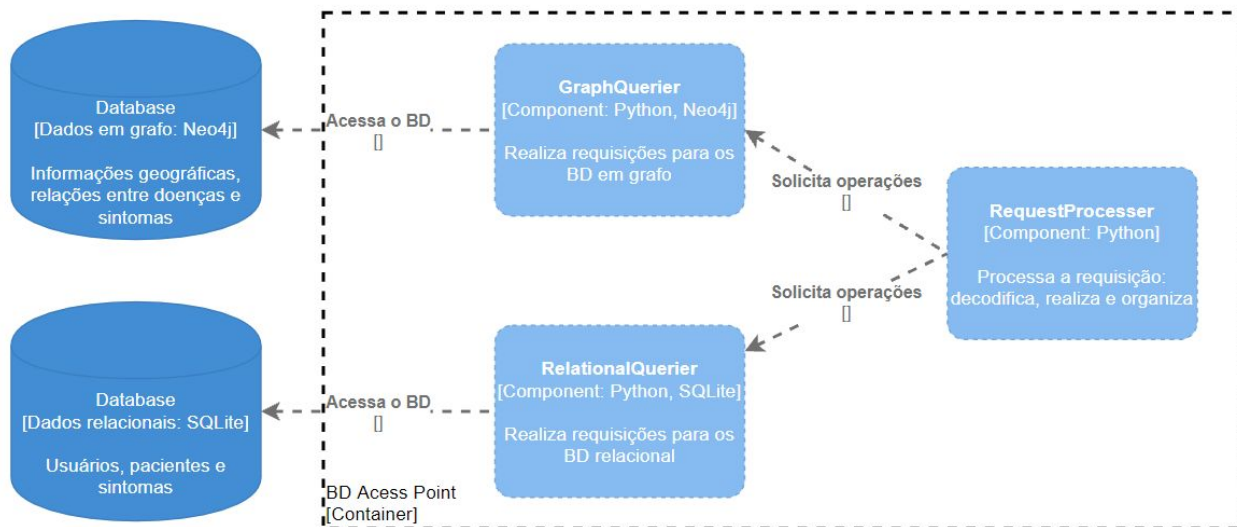 Database
[Dados em grafo: Neo4j]
Informações geográficas,
relações entre doenças e
sintomas
Acessa o BD
[]
GraphQuerier
[Component: Python, Neo4j]
Realiza requisições para os
BD em grafo
Solicita operações
[]
RequestProcesser
[Component: Python]
Processa a requisição:
decodifica, realiza e organiza
Solicita operações
[]
Database
[Dados relacionais: SQLite]
Usuários, pacientes e
sintomas
Acessa o BD
[]
RelationalQuerier
[Component: Python, SQLite]
Realiza requisições para os
BD relacional
BD Acess Point
[Container]